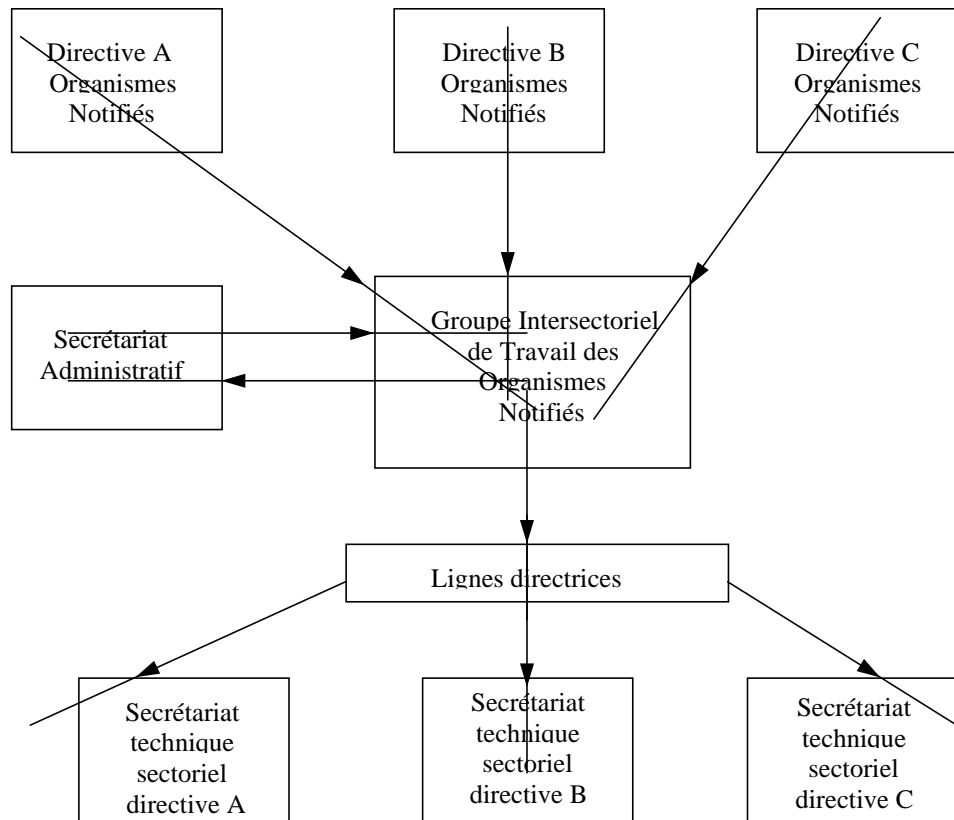 Directive A
Organismes
Notifiés
Directive B
Organismes
Notifiés
Directive C
Organismes
Notifiés
Secrétariat
Administratif
Groupe Intersectoriel
de Travail des
Organismes
Notifiés
Lignes directrices
Secrétariat
technique
sectoriel
directive A
Secrétariat
technique
sectoriel
directive B
Secrétariat
technique
sectoriel
directive C